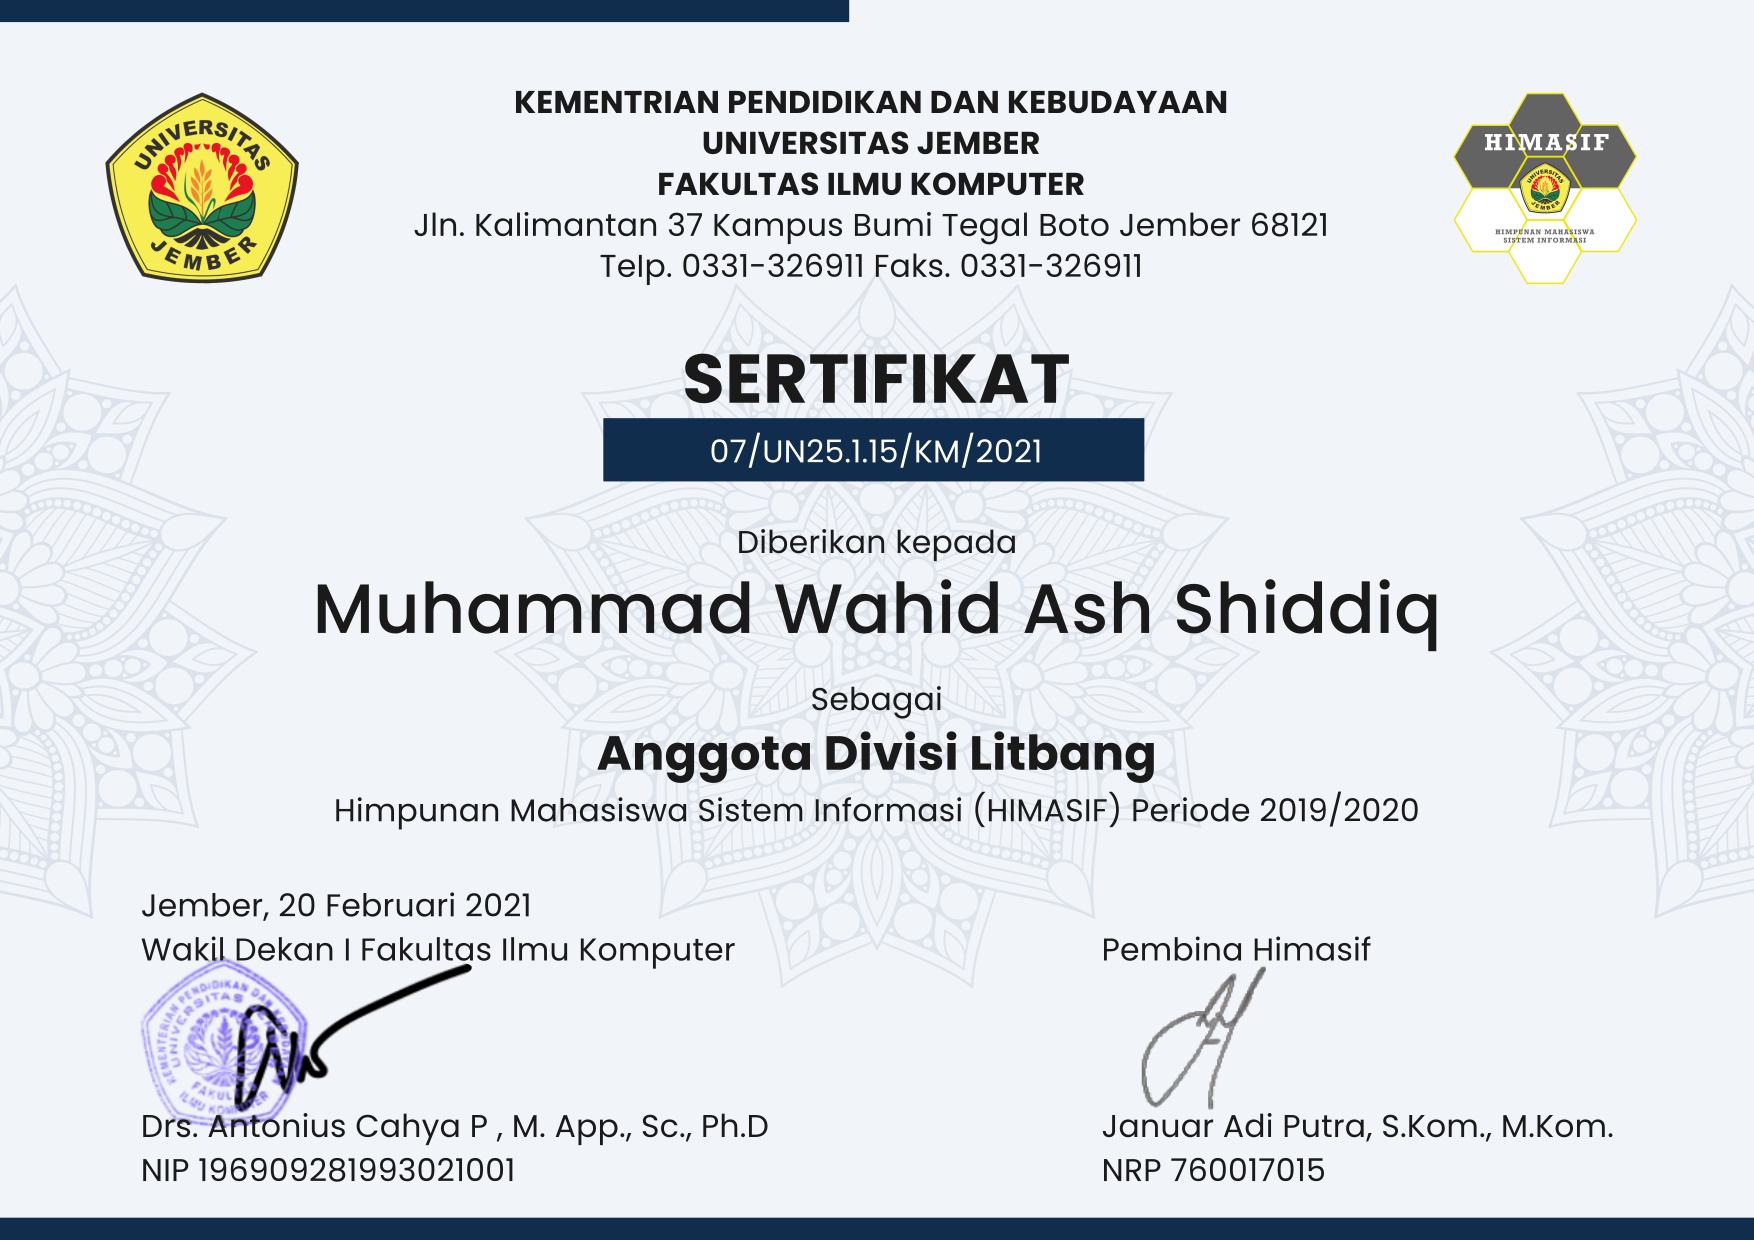 UNIVERSITAS
JEMBER
KEMENTRIAN PENDIDIKAN DAN KEBUDAYAAN
UNIVERSITAS JEMBER
FAKULTAS ILMU KOMPUTER
Jln. Kalimantan 37 Kampus Bumi Tegal Boto Jember 68121
Telp. 0331-326911 Faks. 0331-326911
HIMASIF
UNIVERSITAS
JEMBER
HIMPUNAN MAHASISWA
SISTEM INFORMASI
SERTIFIKAT
07/UN25.1.15/KM/2021
Diberikan kepada
Muhammad Wahid Ash Shiddiq
Sebagai
Anggota Divisi Litbang
Himpunan Mahasiswa Sistem Informasi (HIMASIF) Periode 2019/2020
Jember, 20 Februari 2021
Wakil Dekan I Fakultas Ilmu Komputer
KEMENTERIAN PENDIDIKAN DAN
UNIVERSITAS
ILMU
Drs. Antonius Cahya P , M. App., Sc., Ph.D
NIP 196909281993021001
Pembina Himasif
Januar Adi Putra, S.Kom., M.Kom.
NRP 760017015